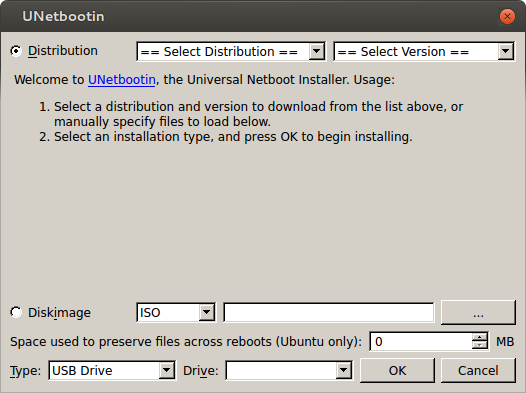 UNetbootin
Distribution == Select Distribution == == Select Version ==
Welcome to UNetbootin, the Universal Netboot Installer. Usage:
1. Select a distribution and version to download from the list above, or
manually specify files to load below.
2. Select an installation type, and press OK to begin installing.
Diskimage ISO ...
Space used to preserve files across reboots (Ubuntu only): 0 MB
Type: USB Drive Drive: OK Cancel